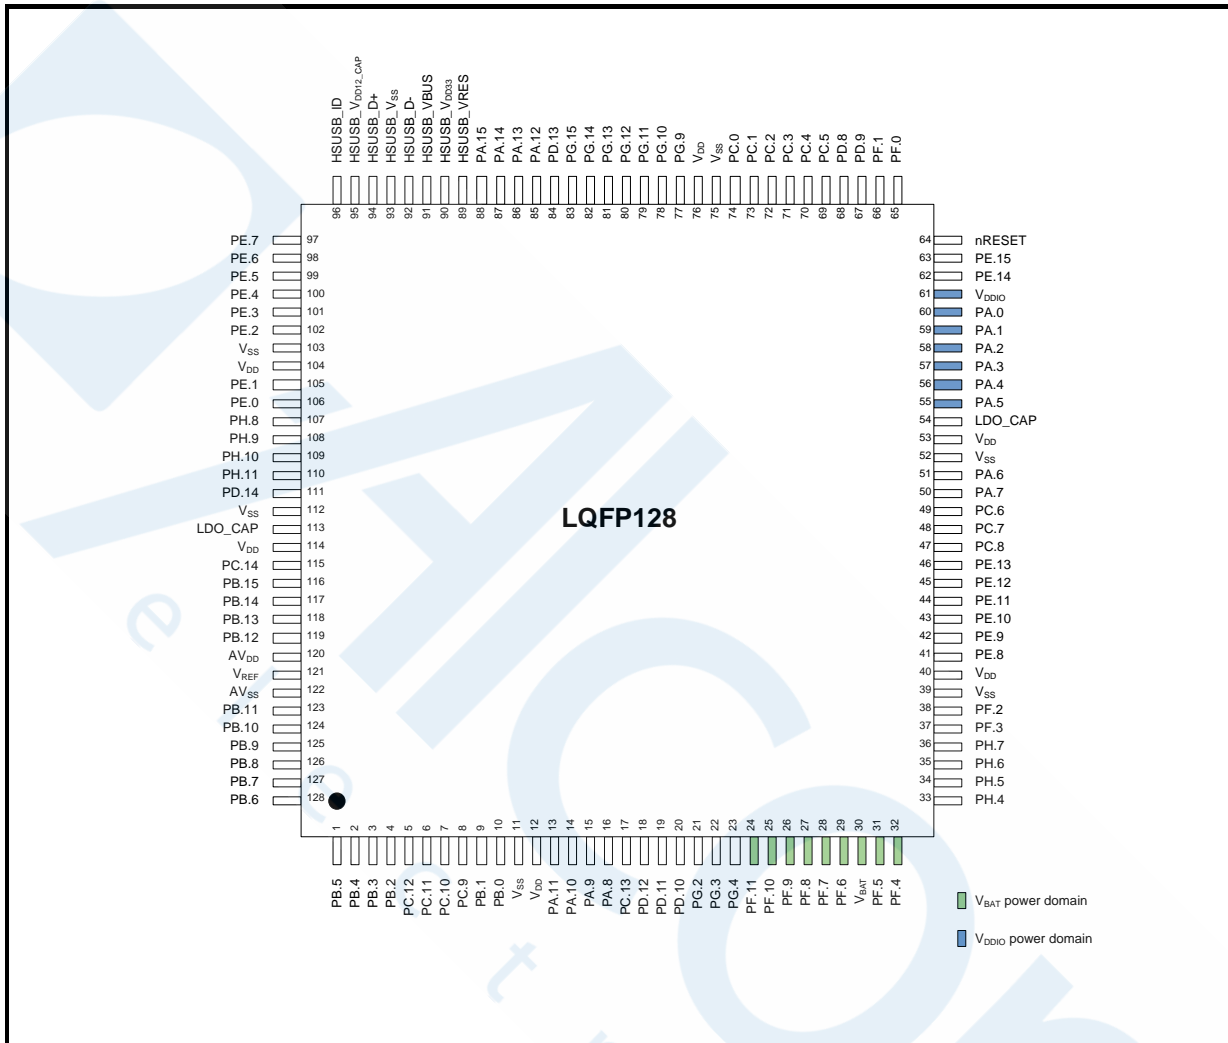 HSUSB_ID
HSUSB_VDD12_CAP
HSUSB_D+
HSUSB_VSS
HSUSB_D-
HSUSB_VBUS
HSUSB_VDD33
HSUSB_VRES
PA.15
PA.14
PA.13
PA.12
PD.13
PG.15
PG.14
PG.13
PG.12
PG.11
PG.10
PG.9
VDD
VSS
PC.0
PC.1
PC.2
PC.3
PC.4
PC.5
PD.8
PD.9
PF.1
PF.0
96 95 94 93 92 91 90 89 88 87 86 85 84 83 82 81 80 79 78 77 76 75 74 73 72 71 70 69 68 67 66 65
PE.7 97
PE.6 98
PE.5 99
PE.4 100
PE.3 101
PE.2 102
VSS 103
VDD 104
PE.1 105
PE.0 106
PH.8 107
PH.9 108
PH.10 109
PH.11 110
PD.14 111
VSS 112
LDO_CAP 113
VDD 114
PC.14 115
PB.15 116
PB.14 117
PB.13 118
PB.12 119
AVDD 120
VREF 121
AVSS 122
PB.11 123
PB.10 124
PB.9 125
PB.8 126
PB.7 127
PB.6 128
LQFP128
64 nRESET
63 PE.15
62 PE.14
61 VDDIO
60 PA.0
59 PA.1
58 PA.2
57 PA.3
56 PA.4
55 PA.5
54 LDO_CAP
53 VDD
52 VSS
51 PA.6
50 PA.7
49 PC.6
48 PC.7
47 PC.8
46 PE.13
45 PE.12
44 PE.11
43 PE.10
42 PE.9
41 PE.8
40 VDD
39 VSS
38 PF.2
37 PF.3
36 PH.7
35 PH.6
34 PH.5
33 PH.4
1 2 3 4 5 6 7 8 9 10 11 12 13 14 15 16 17 18 19 20 21 22 23 24 25 26 27 28 29 30 31 32
PB.5
PB.4
PB.3
PB.2
PC.12
PC.11
PC.10
PC.9
PB.1
PB.0
VSS
VDD
PA.11
PA.10
PA.9
PA.8
PC.13
PD.12
PD.11
PD.10
PG.2
PG.3
PG.4
PF.11
PF.10
PF.9
PF.8
PF.7
PF.6
VBAT
PF.5
PF.4
VBAT power domain
VDDIO power domain